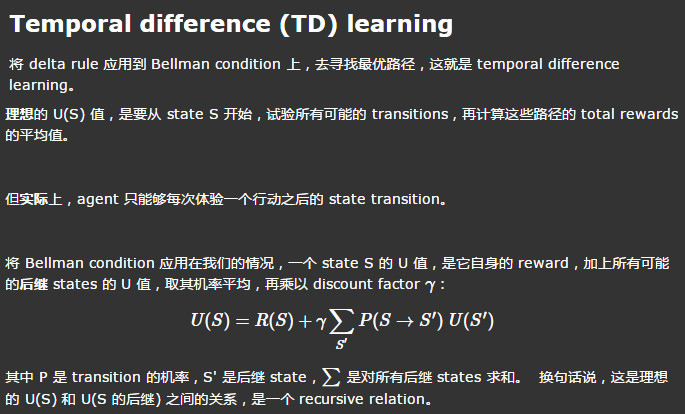 Temporal difference (TD) learning
将 delta rule 应用到 Bellman condition 上，去寻找最优路径，这就是 temporal difference
learning。
理想的 U(S) 值，是要从 state S 开始，试验所有可能的 transitions，再计算这些路径的 total rewards
的平均值。
但实际上，agent 只能够每次体验一个行动之后的 state transition。
将 Bellman condition 应用在我们的情况，一个 state S 的 U 值，是它自身的 reward，加上所有可能
的后继 states 的 U 值，取其机率平均，再乘以 discount factor γ：
U(S) = R(S) + γ ∑_{S'} P(S → S') U(S')
其中 P 是 transition 的机率，S' 是后继 state，∑ 是对所有后继 states 求和。 换句话说，这是理想
的 U(S) 和 U(S 的后继) 之间的关系，是一个 recursive relation。